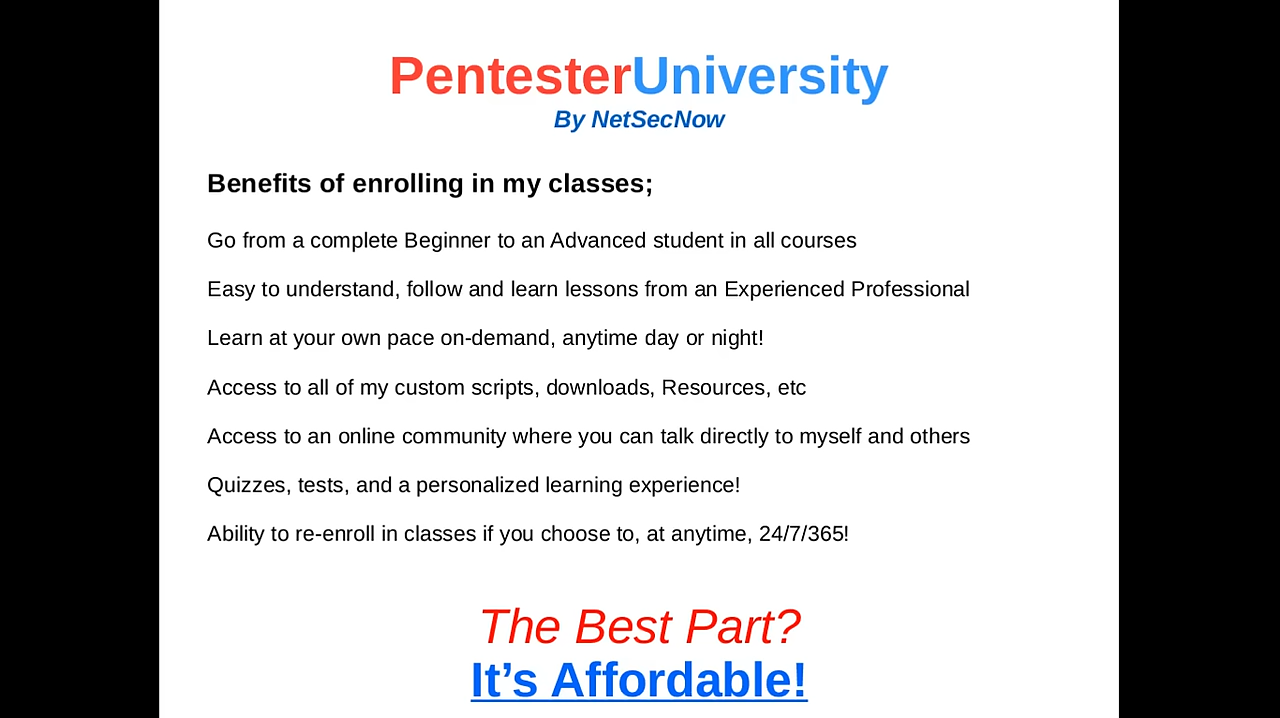 PentesterUniversity
By NetSecNow
Benefits of enrolling in my classes;
Go from a complete Beginner to an Advanced student in all courses
Easy to understand, follow and learn lessons from an Experienced Professional
Learn at your own pace on-demand, anytime day or night!
Access to all of my custom scripts, downloads, Resources, etc
Access to an online community where you can talk directly to myself and others
Quizzes, tests, and a personalized learning experience!
Ability to re-enroll in classes if you choose to, at anytime, 24/7/365!
The Best Part?
It’s Affordable!